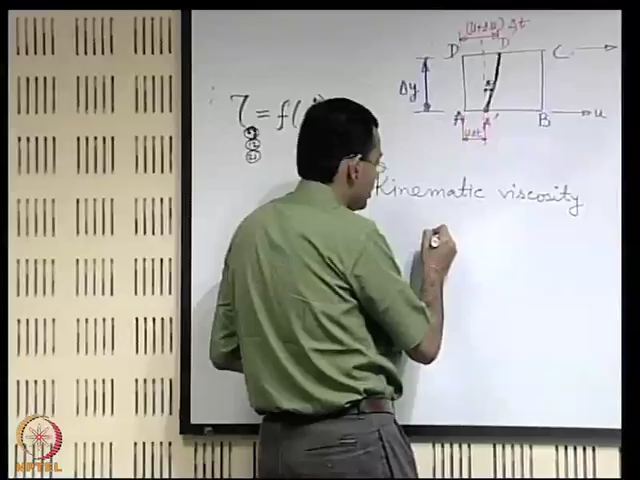 (u+Δu) Δt
D D' C
Δy
τ = f(
A A' B u
uΔt
Kinematic viscosity
NPTEL